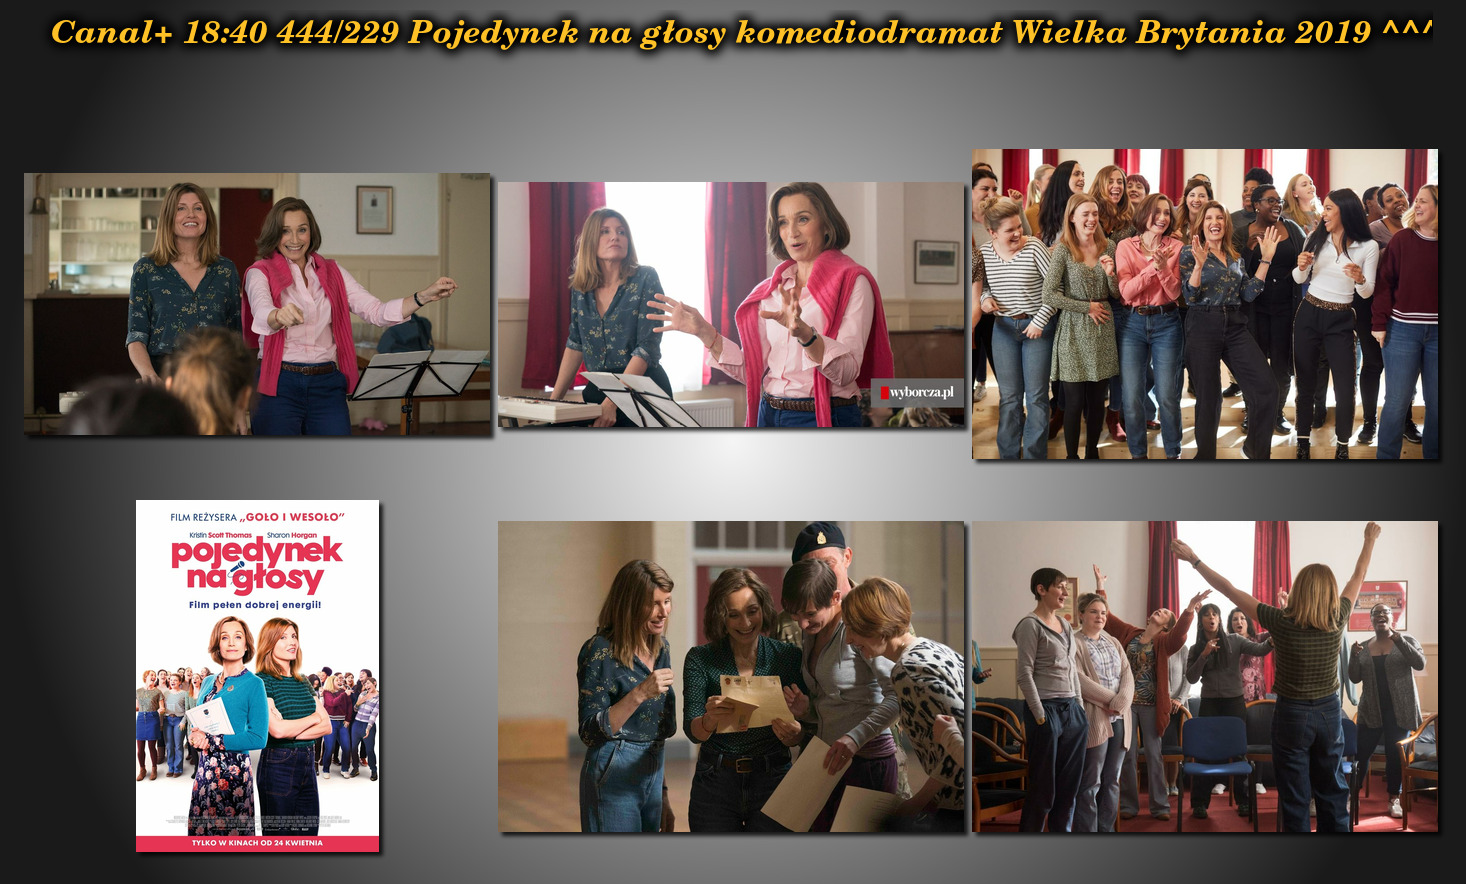 Canal+ 18:40 444/229 Pojedynek na głosy komediodramat Wielka Brytania 2019 ^^^
wyborcza.pl
FILM REŻYSERA „GOŁO I WESOŁO”
Kristin Scott Thomas Sharon Horgan
pojedynek
na głosy
Film pełen dobrej energii!
TYLKO W KINACH OD 24 KWIETNIA